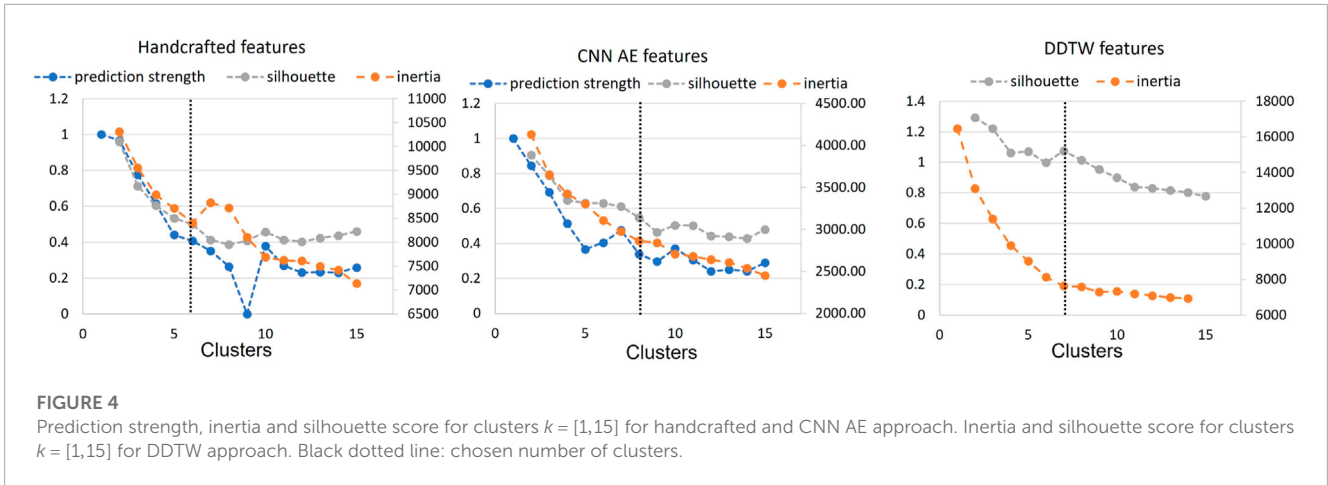 Handcrafted features
prediction strength silhouette inertia
1.2 11000
1 10500
10000
0.8 9500
9000
0.6 8500
0.4 8000
7500
0.2 7000
0 6500
0 5 10 15
Clusters
CNN AE features
prediction strength silhouette inertia
1.2 4500.00
1 4000.00
0.8 3500.00
0.6 3000.00
0.4
0.2 2500.00
0 2000.00
0 5 10 15
Clusters
DDTW features
silhouette inertia
1.4 18000
1.2 16000
1 14000
0.8 12000
0.6 10000
0.4
0.2 8000
0 6000
0 5 10 15
Clusters
FIGURE 4
Prediction strength, inertia and silhouette score for clusters k = [1,15] for handcrafted and CNN AE approach. Inertia and silhouette score for clusters
k = [1,15] for DDTW approach. Black dotted line: chosen number of clusters.